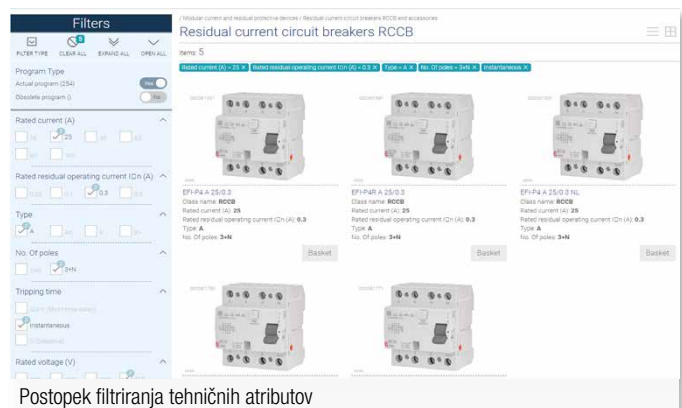 Filters
5
FILTER TYPE CLEAR ALL EXPAND ALL OPEN ALL
Program Type
Actual program (254) Yes
Obsolete program () No
Rated current (A)
25
Rated residual operating current IΩn (A)
0.3
Type
A
No. Of poles
3+N
Tripping time
Instantaneous
Rated voltage (V)
/ Modular current and residual protective devices / Residual current circuit breakers RCCB and accessories
Residual current circuit breakers RCCB
Items: 5
Rated current (A) = 25 × Rated residual operating current IΩn (A) = 0.3 × Type = A × No. Of poles = 3+N × Instantaneous ×
EFI-P4 A 25/0.3
Class name: RCCB
Rated current (A): 25
Rated residual operating current IΩn (A): 0.3
Type: A
No. Of poles: 3+N
Basket
EFI-P4R A 25/0.3
Class name: RCCB
Rated current (A): 25
Rated residual operating current IΩn (A): 0.3
Type: A
No. Of poles: 3+N
Basket
EFI-P4 A 25/0.3 NL
Class name: RCCB
Rated current (A): 25
Rated residual operating current IΩn (A): 0.3
Type: A
No. Of poles: 3+N
Basket
Postopek filtriranja tehničnih atributov